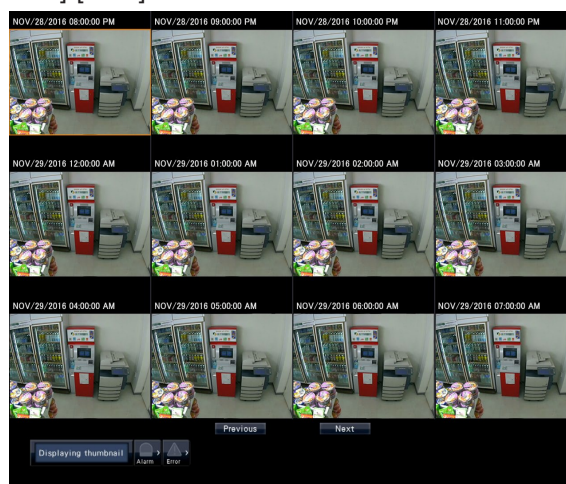 NOV/28/2016 08:00:00 PM NOV/28/2016 09:00:00 PM NOV/28/2016 10:00:00 PM NOV/28/2016 11:00:00 PM
NOV/29/2016 12:00:00 AM NOV/29/2016 01:00:00 AM NOV/29/2016 02:00:00 AM NOV/29/2016 03:00:00 AM
NOV/29/2016 04:00:00 AM NOV/29/2016 05:00:00 AM NOV/29/2016 06:00:00 AM NOV/29/2016 07:00:00 AM
Previous Next
Displaying thumbnail Alarm Error